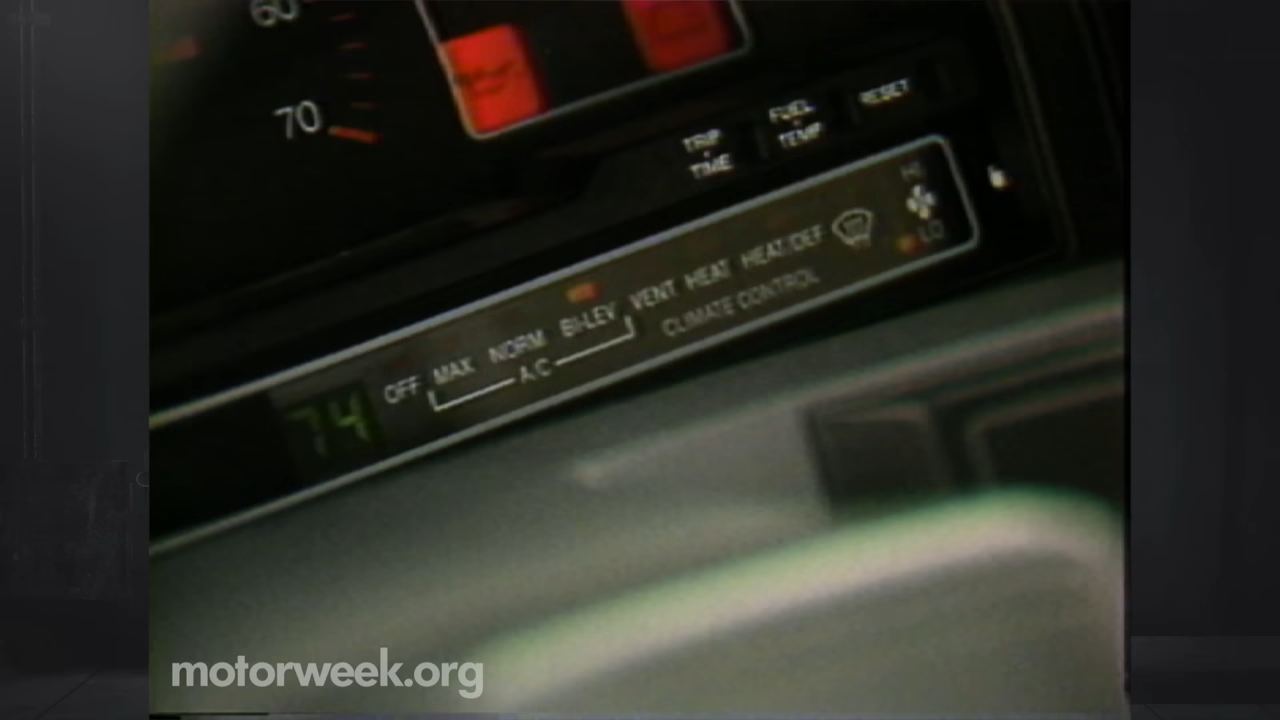 60
70
TRIP
TIME
FUEL
TEMP
RESET
HI
LO
OFF MAX NORM BI-LEV VENT HEAT HEAT/DEF
A/C
CLIMATE CONTROL
74
motorweek.org